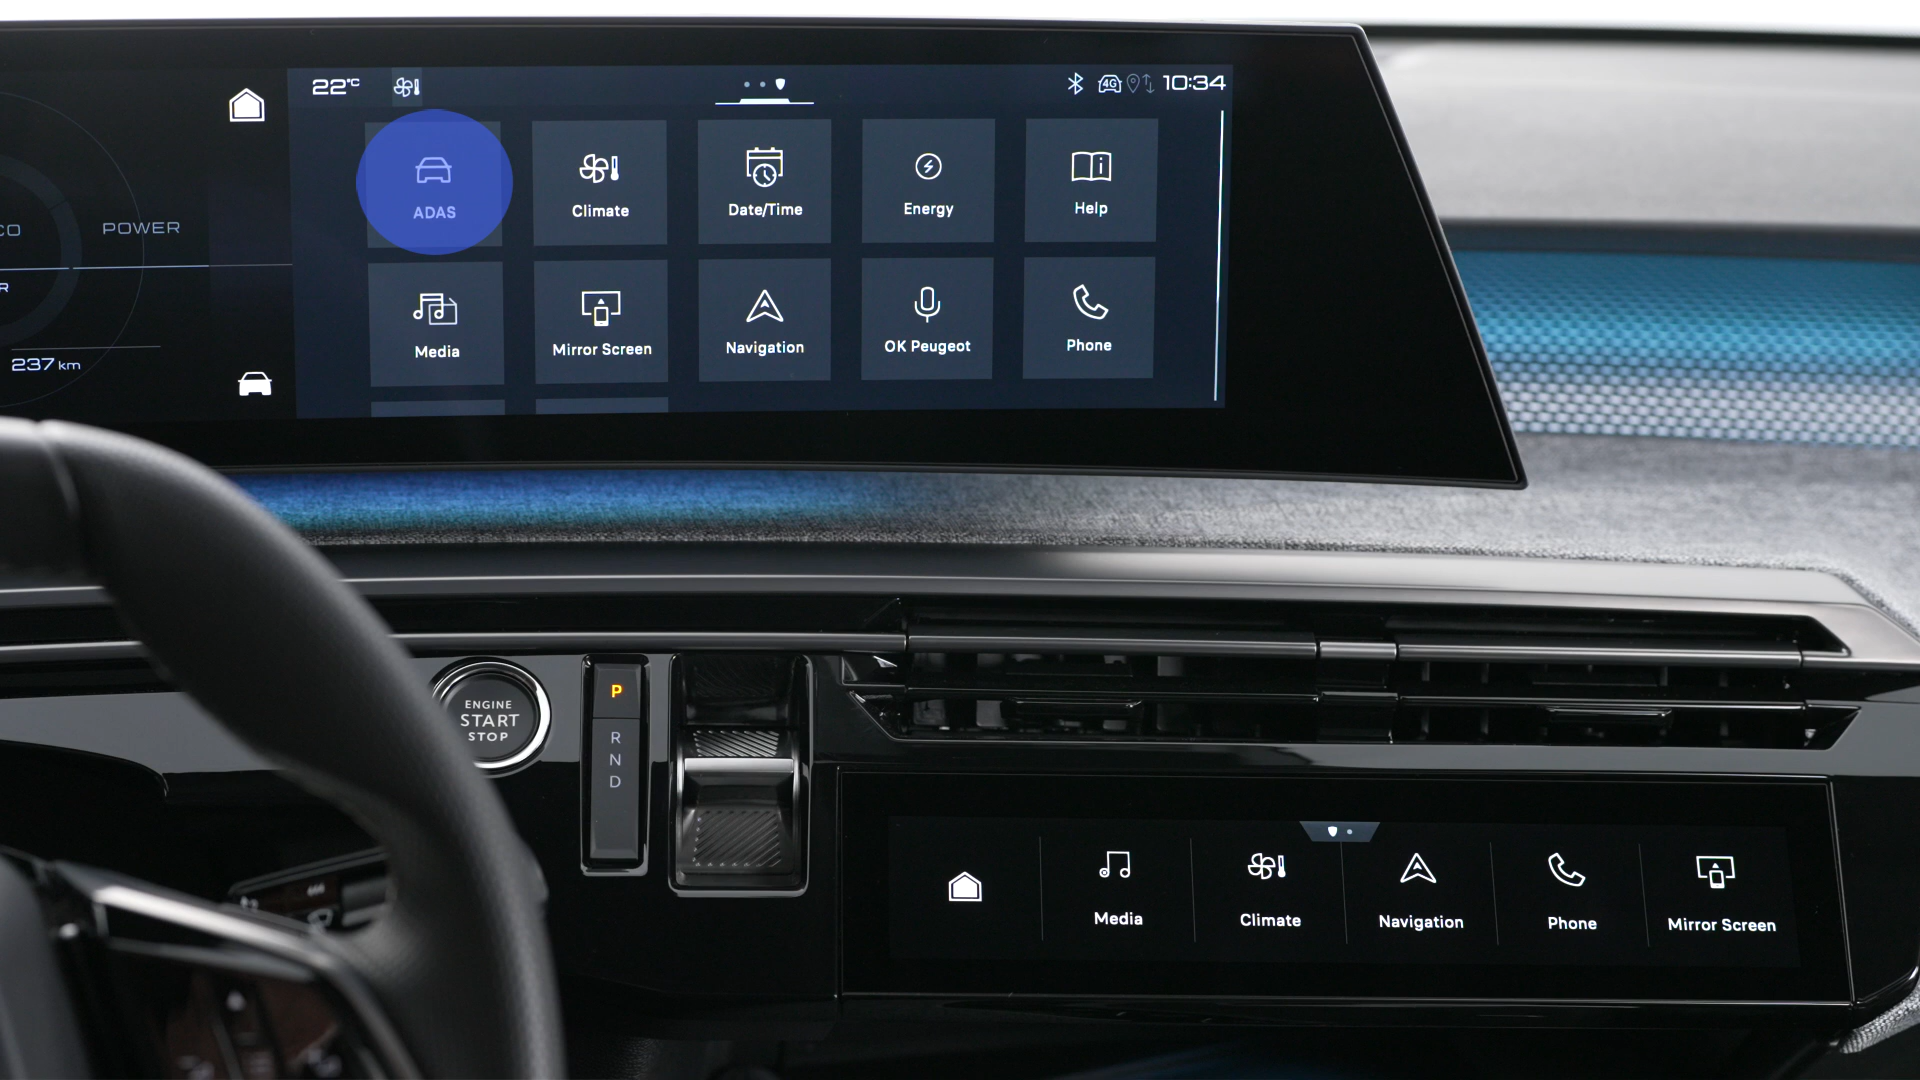 22°C
4G
10:34
ADAS
Climate
Date/Time
Energy
Help
Media
Mirror Screen
Navigation
OK Peugeot
Phone
CO
POWER
R
237 km
ENGINE
START
STOP
P
R
N
D
Media
Climate
Navigation
Phone
Mirror Screen